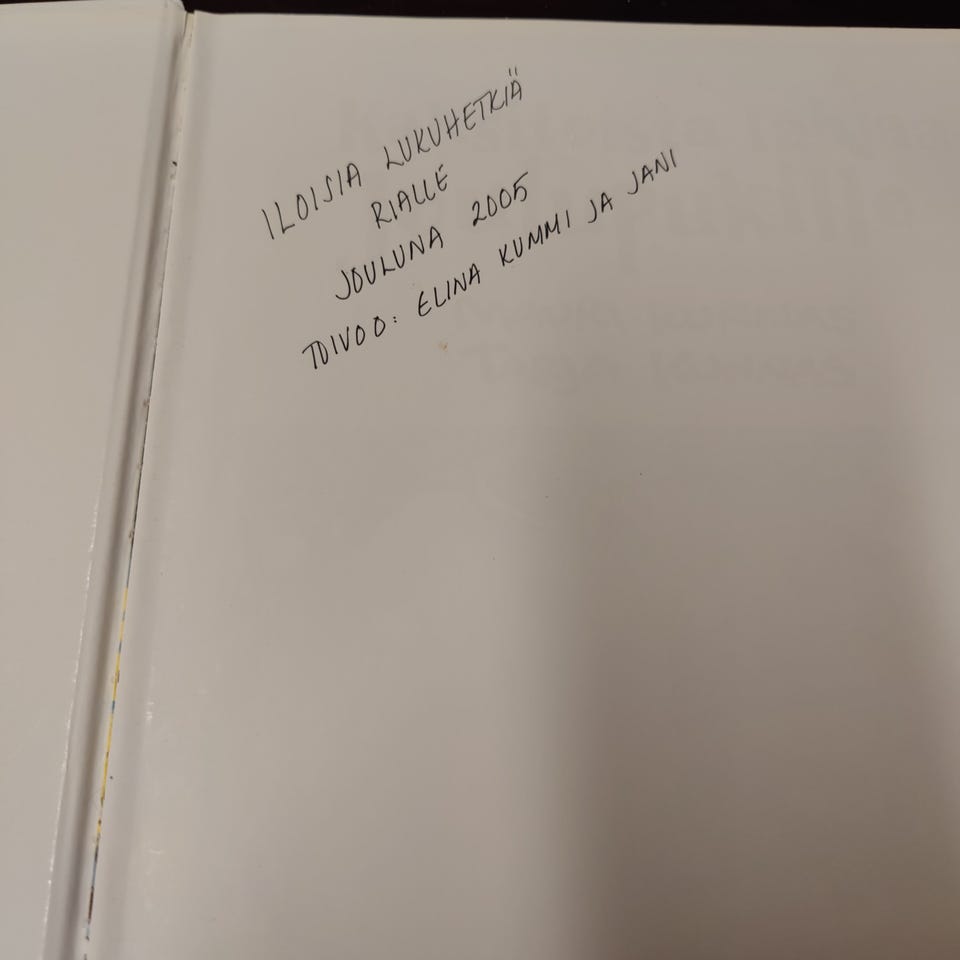 ILOISIA LUKUHETKIÄ
RIALLE
JOULUNA 2005
TOIVOO: ELINA KUMMI JA JANI